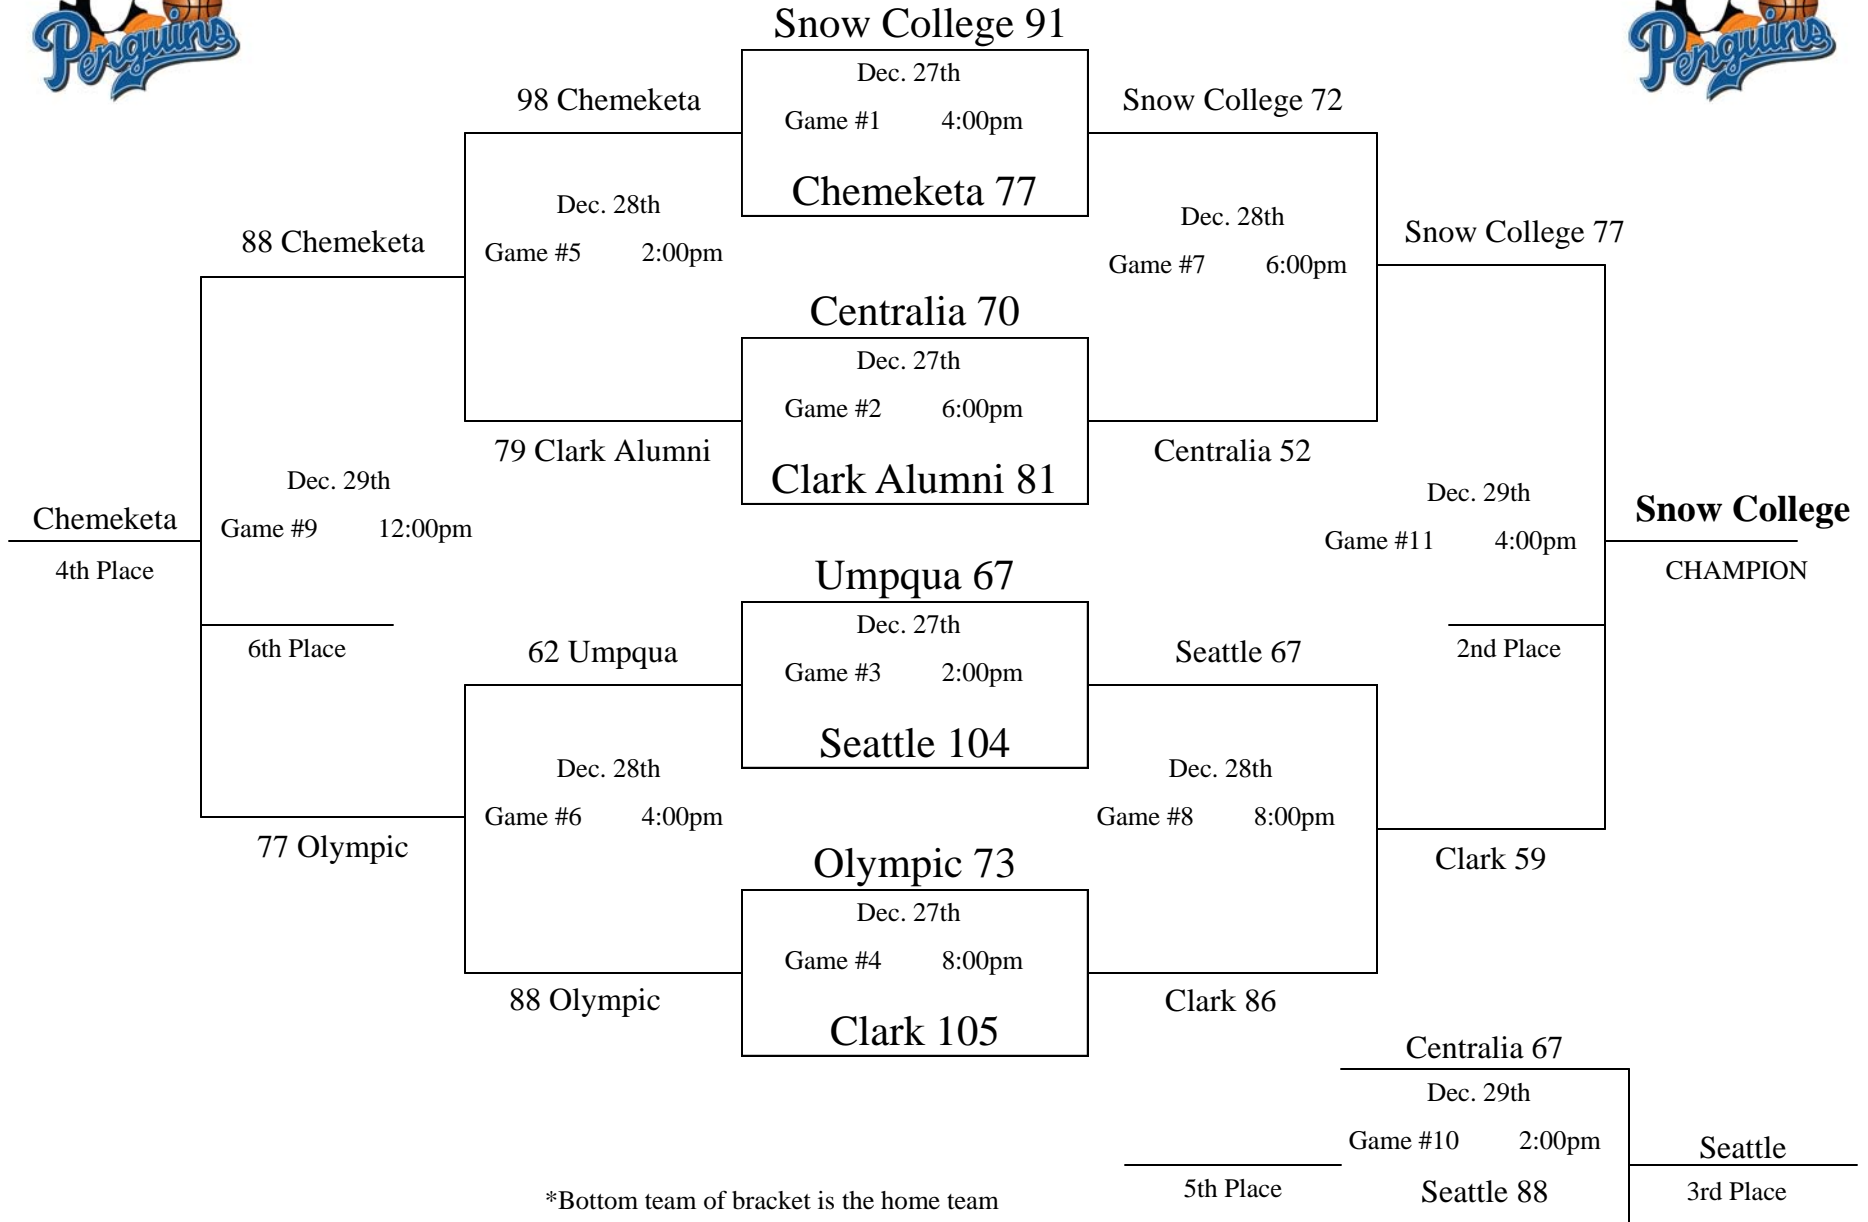 Penguins
Penguins
Snow College 91
Dec. 27th
Game #1 4:00pm
Chemeketa 77
98 Chemeketa
Snow College 72
Dec. 28th
Game #5 2:00pm
Dec. 28th
Game #7 6:00pm
88 Chemeketa
Snow College 77
Centralia 70
Dec. 27th
Game #2 6:00pm
Clark Alumni 81
79 Clark Alumni
Centralia 52
Dec. 29th
Game #9 12:00pm
Chemeketa
4th Place
6th Place
Dec. 29th
Game #11 4:00pm
Snow College
CHAMPION
2nd Place
Umpqua 67
Dec. 27th
Game #3 2:00pm
Seattle 104
62 Umpqua
Seattle 67
Dec. 28th
Game #6 4:00pm
Dec. 28th
Game #8 8:00pm
77 Olympic
Clark 59
Olympic 73
Dec. 27th
Game #4 8:00pm
Clark 105
88 Olympic
Clark 86
Centralia 67
Dec. 29th
Game #10 2:00pm
Seattle 88
5th Place
Seattle
3rd Place
*Bottom team of bracket is the home team